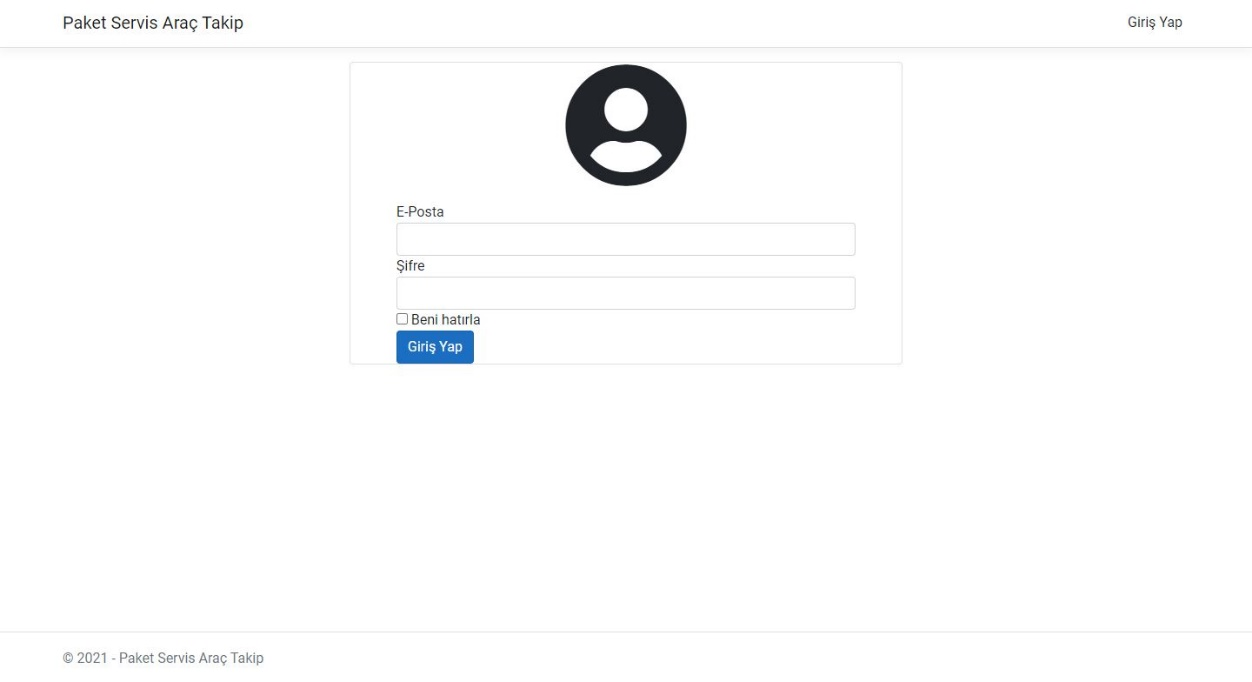 Paket Servis Araç Takip
Giriş Yap
E-Posta
Şifre
Beni hatırla
Giriş Yap
© 2021 - Paket Servis Araç Takip